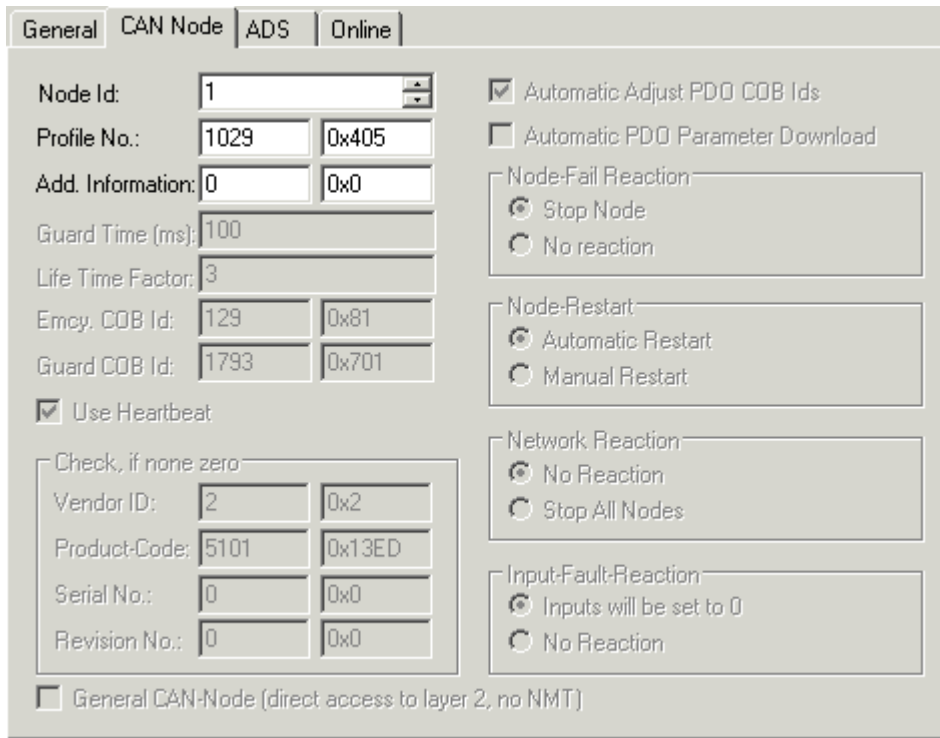 General CAN Node ADS Online
Node Id: 1
Profile No.: 1029 0x405
Add. Information: 0 0x0
Guard Time (ms): 100
Life Time Factor: 3
Emcy. COB Id: 129 0x81
Guard COB Id: 1793 0x701
Use Heartbeat
Check, if none zero
Vendor ID: 2 0x2
Product-Code: 5101 0x13ED
Serial No.: 0 0x0
Revision No.: 0 0x0
General CAN-Node (direct access to layer 2, no NMT)
Automatic Adjust PDO COB Ids
Automatic PDO Parameter Download
Node-Fail Reaction
Stop Node
No reaction
Node-Restart
Automatic Restart
Manual Restart
Network Reaction
No Reaction
Stop All Nodes
Input-Fault-Reaction
Inputs will be set to 0
No Reaction